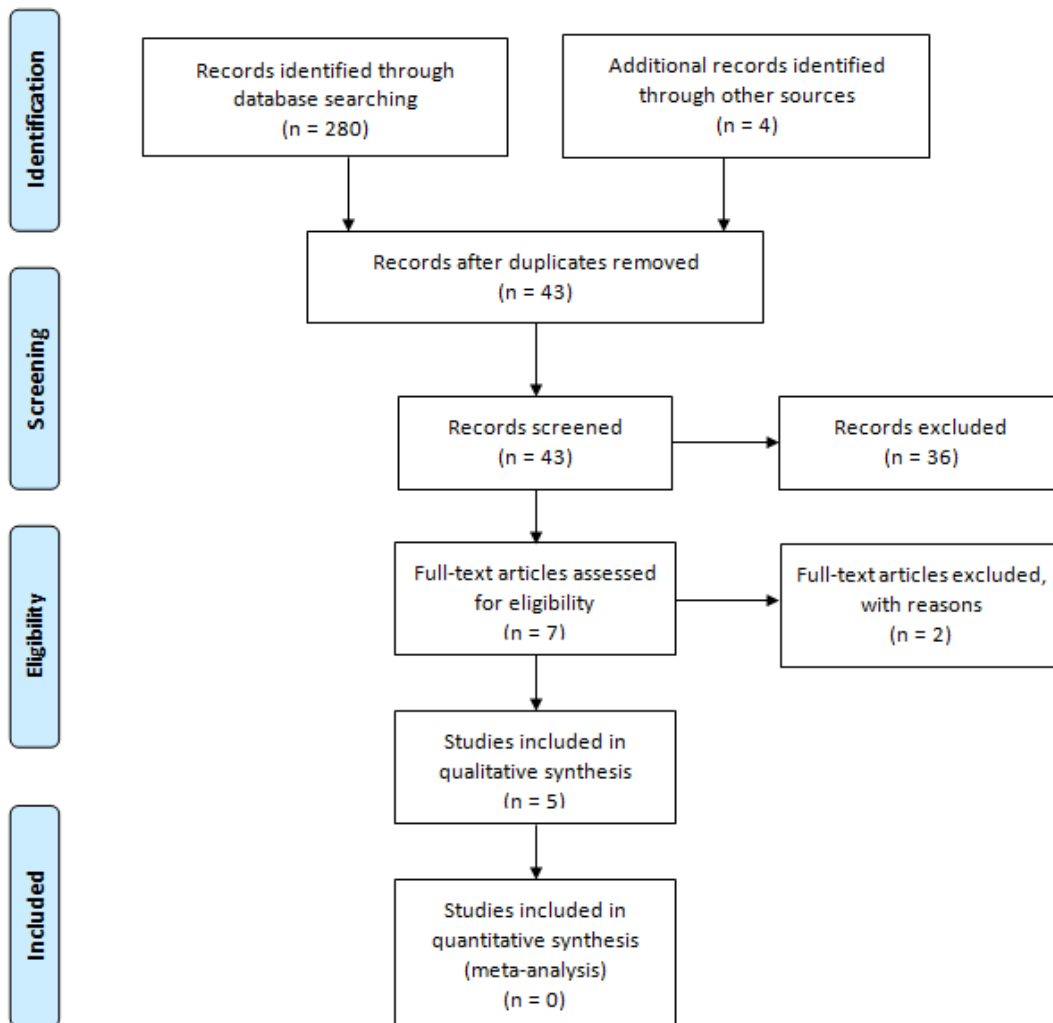 Identification
Records identified through
database searching
(n = 280)
Additional records identified
through other sources
(n = 4)
Records after duplicates removed
(n = 43)
Screening
Records screened
(n = 43)
Records excluded
(n = 36)
Eligibility
Full-text articles assessed
for eligibility
(n = 7)
Full-text articles excluded,
with reasons
(n = 2)
Studies included in
qualitative synthesis
(n = 5)
Included
Studies included in
quantitative synthesis
(meta-analysis)
(n = 0)